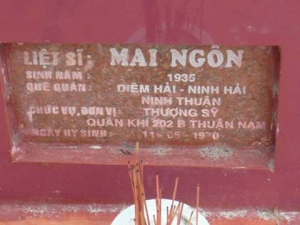 LIỆT SĨ: MAI NGÔN
SINH NĂM : 1935
QUÊ QUÁN: DIÊM HẢI - NINH HẢI
NINH THUẬN
CHỨC VỤ, ĐƠN VỊ: THƯỢNG SỸ
QUÂN KHÍ 202 B THUẬN NAM
NGÀY HY SINH: 11-05-1970